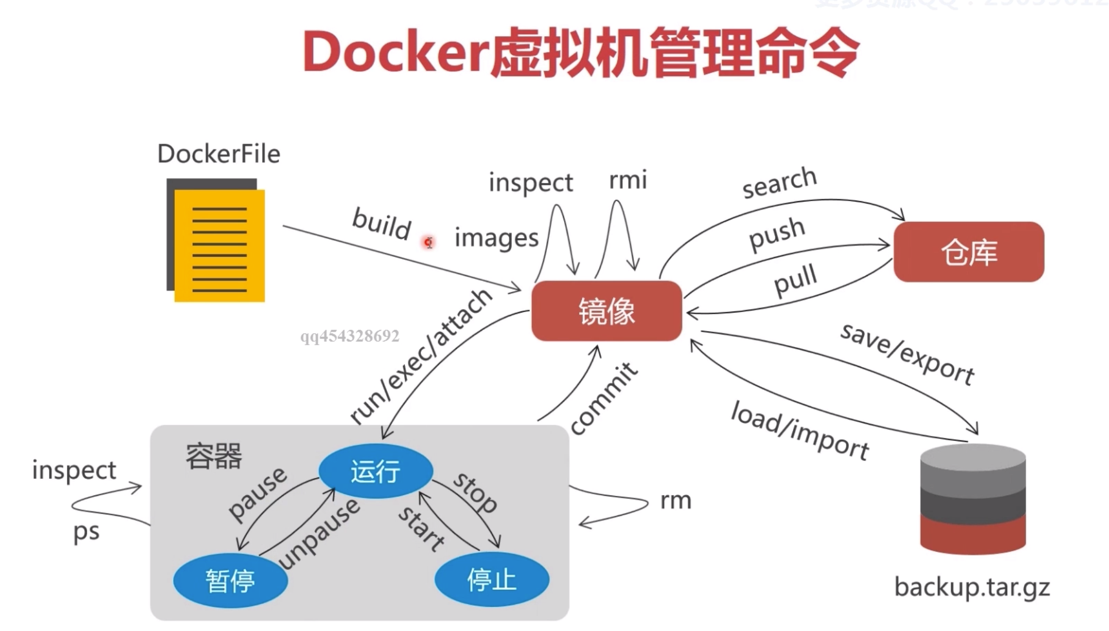 Docker虚拟机管理命令
DockerFile
build
inspect
rmi
images
search
push
pull
仓库
镜像
qq454328692
run/exec/attach
commit
save/export
load/import
容器
运行
inspect
ps
pause
unpause
stop
start
rm
暂停
停止
backup.tar.gz